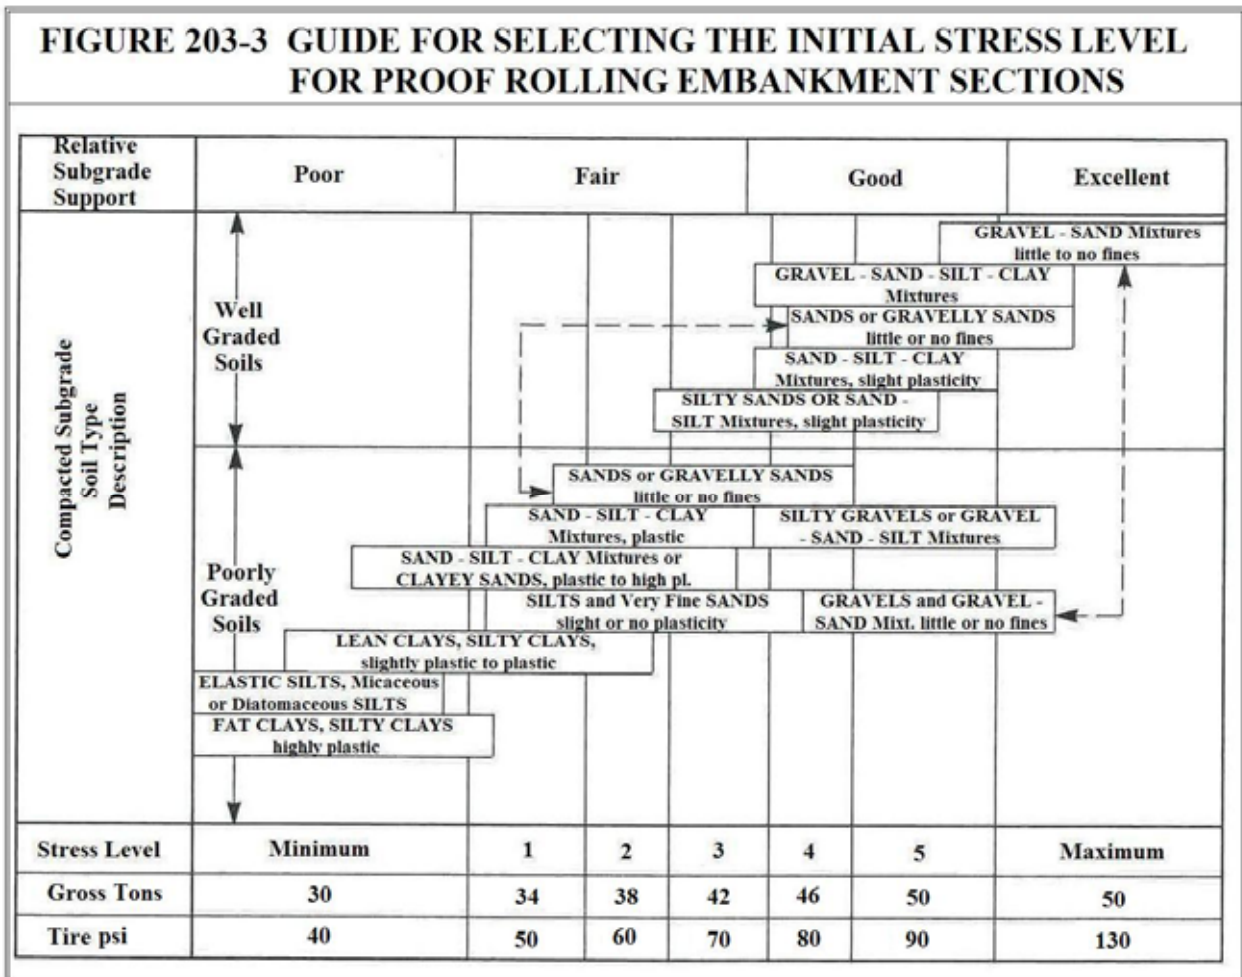 FIGURE 203-3 GUIDE FOR SELECTING THE INITIAL STRESS LEVEL
FOR PROOF ROLLING EMBANKMENT SECTIONS
Relative
Subgrade
Support
Poor
Fair
Good
Excellent
Compacted Subgrade
Soil Type
Description
Well
Graded
Soils
GRAVEL - SAND Mixtures
little to no fines
GRAVEL - SAND - SILT - CLAY
Mixtures
SANDS or GRAVELLY SANDS
little or no fines
SAND - SILT - CLAY
Mixtures, slight plasticity
SILTY SANDS OR SAND -
SILT Mixtures, slight plasticity
Poorly
Graded
Soils
SANDS or GRAVELLY SANDS
little or no fines
SAND - SILT - CLAY
Mixtures, plastic
SILTY GRAVELS or GRAVEL
- SAND - SILT Mixtures
SAND - SILT - CLAY Mixtures or
CLAYEY SANDS, plastic to high pl.
SILTS and Very Fine SANDS
slight or no plasticity
GRAVELS and GRAVEL -
SAND Mixt. little or no fines
LEAN CLAYS, SILTY CLAYS,
slightly plastic to plastic
ELASTIC SILTS, Micaceous
or Diatomaceous SILTS
FAT CLAYS, SILTY CLAYS
highly plastic
Stress Level Minimum 1 2 3 4 5 Maximum
Gross Tons 30 34 38 42 46 50 50
Tire psi 40 50 60 70 80 90 130